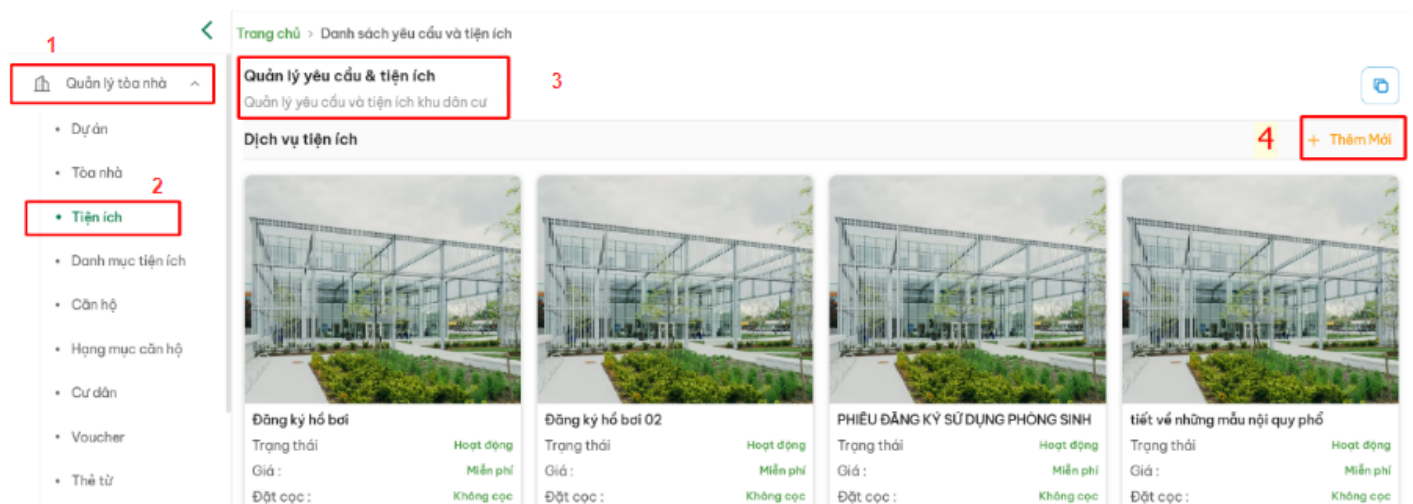 Trang chủ > Danh sách yêu cầu và tiện ích
1
Quản lý tòa nhà
Quản lý yêu cầu & tiện ích
3
Quản lý yêu cầu và tiện ích khu dân cư
Dự án
Dịch vụ tiện ích
4
+ Thêm Mới
Tòa nhà
2
Tiện ích
Danh mục tiện ích
Căn hộ
Hạng mục căn hộ
Cư dân
Voucher
Thẻ từ
Đăng ký hồ bơi
Trạng thái Hoạt động
Giá : Miễn phí
Đặt cọc : Không cọc
Đăng ký hồ bơi 02
Trạng thái Hoạt động
Giá : Miễn phí
Đặt cọc : Không cọc
PHIẾU ĐĂNG KÝ SỬ DỤNG PHÒNG SINH
Trạng thái Hoạt động
Giá : Miễn phí
Đặt cọc : Không cọc
tiết về những mẫu nội quy phổ
Trạng thái Hoạt động
Giá : Miễn phí
Đặt cọc : Không cọc